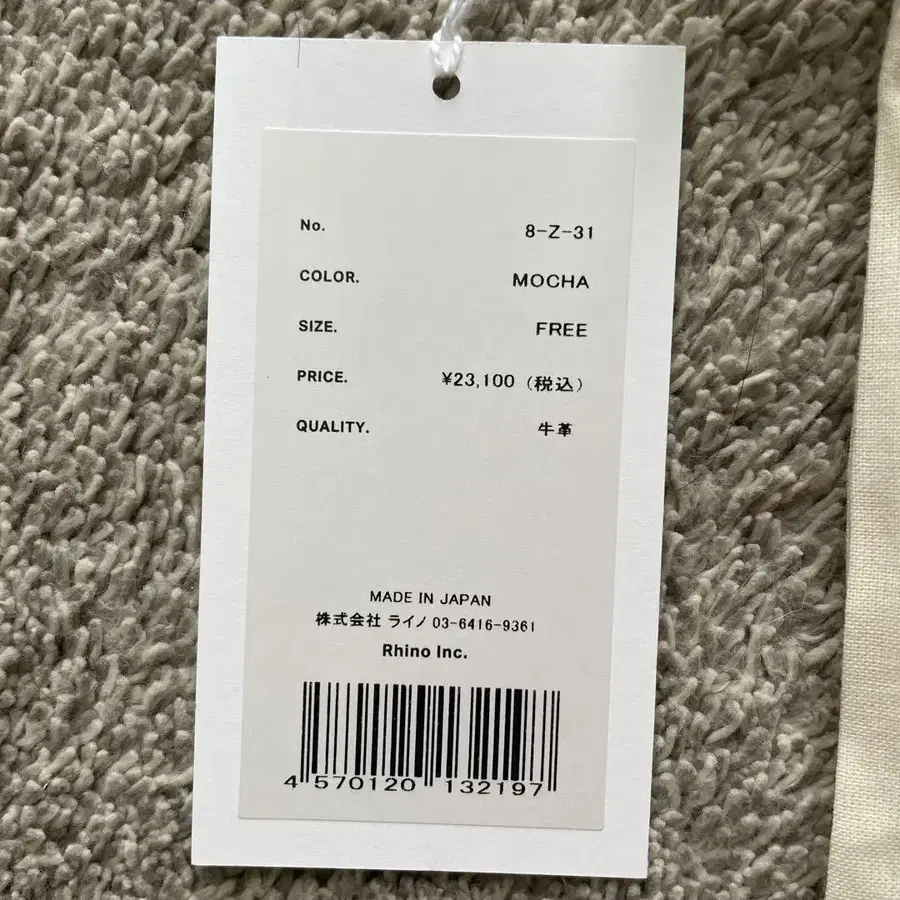 No. 8-Z-31
COLOR. MOCHA
SIZE. FREE
PRICE. ¥23,100 (税込)
QUALITY. 牛革
MADE IN JAPAN
株式会社 ライノ 03-6416-9361
Rhino Inc.
4 570120 132197